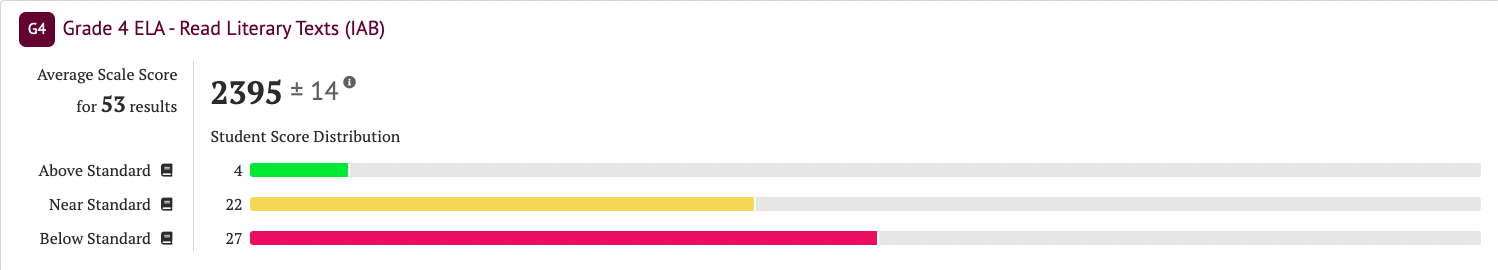 G4 Grade 4 ELA - Read Literary Texts (IAB)
Average Scale Score
for 53 results
2395 ± 14
Student Score Distribution
Above Standard 4
Near Standard 22
Below Standard 27